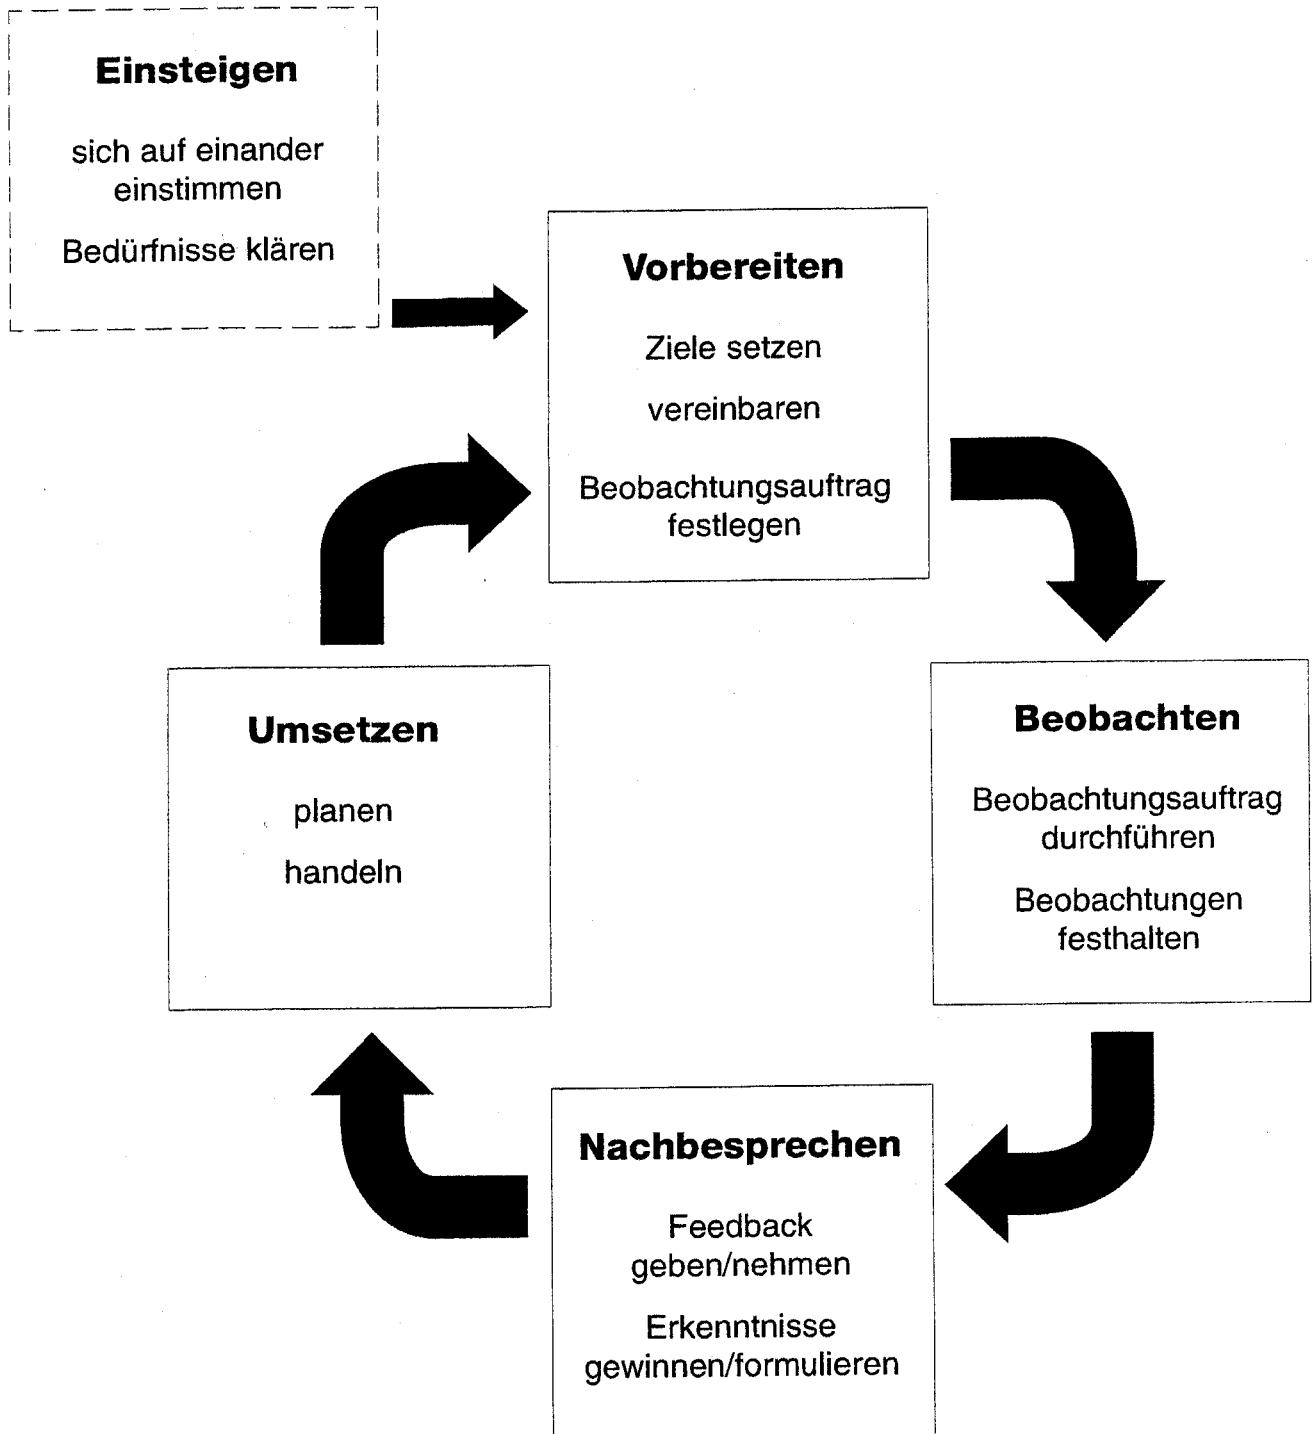 Einsteigen
sich auf einander
einstimmen
Bedürfnisse klären
Vorbereiten
Ziele setzen
vereinbaren
Beobachtungsauftrag
festlegen
Beobachten
Beobachtungsauftrag
durchführen
Beobachtungen
festhalten
Nachbesprechen
Feedback
geben/nehmen
Erkenntnisse
gewinnen/formulieren
Umsetzen
planen
handeln